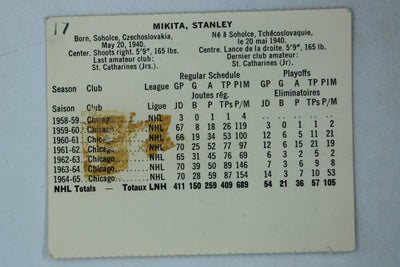 17
MIKITA, STANLEY
Born, Soholce, Czechoslovakia, May 20, 1940.
Center. Shoots right. 5'9", 165 lbs.
Last amateur club:
St. Catharines (Jrs.).
Né à Soholce, Tchécoslovaquie, le 20 mai 1940.
Centre. Lance de la droite. 5'9", 165 lbs.
Dernier club amateur:
St. Catharines (Jr.).
Regular Schedule Playoffs
Season Club League GP G A TP PIM GP G A TP PIM
Joutes rég. Eliminatoires
Saison Club Ligue JD B P TPs P/M JD B P TPs P/M
1958-59.. Chicago. NHL 3 0 1 1 4
1959-60.. Chicago. NHL 67 8 18 26 119 3 0 1 1 2
1960-61.. Chicago. NHL 66 19 34 53 100 12 6 5 11 21
1961-62.. Chicago. NHL 70 25 52 77 97 12 6 15 21 19
1962-63.. Chicago. NHL 65 31 45 76 69 6 3 2 5 2
1963-64.. Chicago. NHL 70 39 50 89 146 7 3 6 9 8
1964-65.. Chicago. NHL 70 28 59 87 154 14 3 7 10 53
NHL Totals — Totaux LNH 411 150 259 409 689 54 21 36 57 105